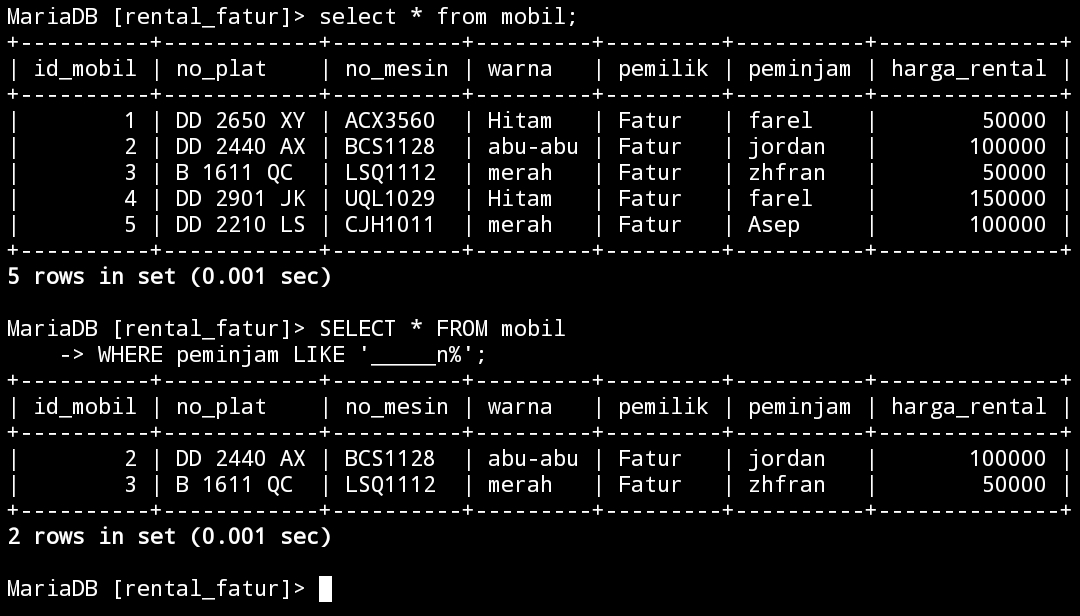 MariaDB [rental_fatur]> select * from mobil;
+----------+------------+----------+---------+---------+----------+--------------+
| id_mobil | no_plat    | no_mesin | warna   | pemilik | peminjam | harga_rental |
+----------+------------+----------+---------+---------+----------+--------------+
|        1 | DD 2650 XY | ACX3560  | Hitam   | Fatur   | farel    |        50000 |
|        2 | DD 2440 AX | BCS1128  | abu-abu | Fatur   | jordan   |       100000 |
|        3 | B 1611 QC  | LSQ1112  | merah   | Fatur   | zhfran   |        50000 |
|        4 | DD 2901 JK | UQL1029  | Hitam   | Fatur   | farel    |       150000 |
|        5 | DD 2210 LS | CJH1011  | merah   | Fatur   | Asep     |       100000 |
+----------+------------+----------+---------+---------+----------+--------------+
5 rows in set (0.001 sec)

MariaDB [rental_fatur]> SELECT * FROM mobil
    -> WHERE peminjam LIKE '_____n%';
+----------+------------+----------+---------+---------+----------+--------------+
| id_mobil | no_plat    | no_mesin | warna   | pemilik | peminjam | harga_rental |
+----------+------------+----------+---------+---------+----------+--------------+
|        2 | DD 2440 AX | BCS1128  | abu-abu | Fatur   | jordan   |       100000 |
|        3 | B 1611 QC  | LSQ1112  | merah   | Fatur   | zhfran   |        50000 |
+----------+------------+----------+---------+---------+----------+--------------+
2 rows in set (0.001 sec)

MariaDB [rental_fatur]>